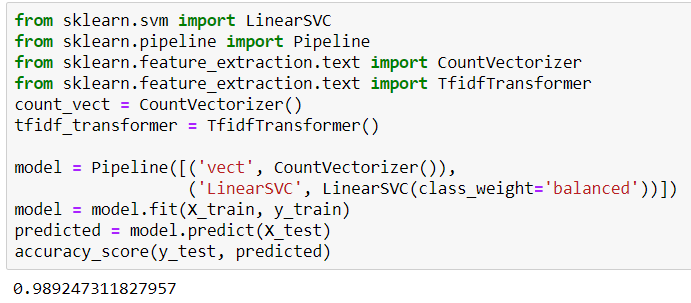 from sklearn.svm import LinearSVC
from sklearn.pipeline import Pipeline
from sklearn.feature_extraction.text import CountVectorizer
from sklearn.feature_extraction.text import TfidfTransformer
count_vect = CountVectorizer()
tfidf_transformer = TfidfTransformer()

model = Pipeline([('vect', CountVectorizer()),
                  ('LinearSVC', LinearSVC(class_weight='balanced'))])
model = model.fit(X_train, y_train)
predicted = model.predict(X_test)
accuracy_score(y_test, predicted)
0.989247311827957